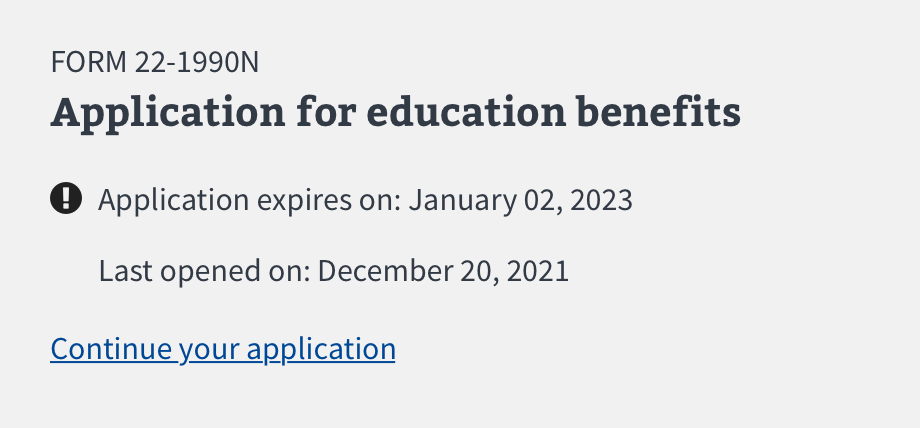 FORM 22-1990N
Application for education benefits
Application expires on: January 02, 2023
Last opened on: December 20, 2021
Continue your application